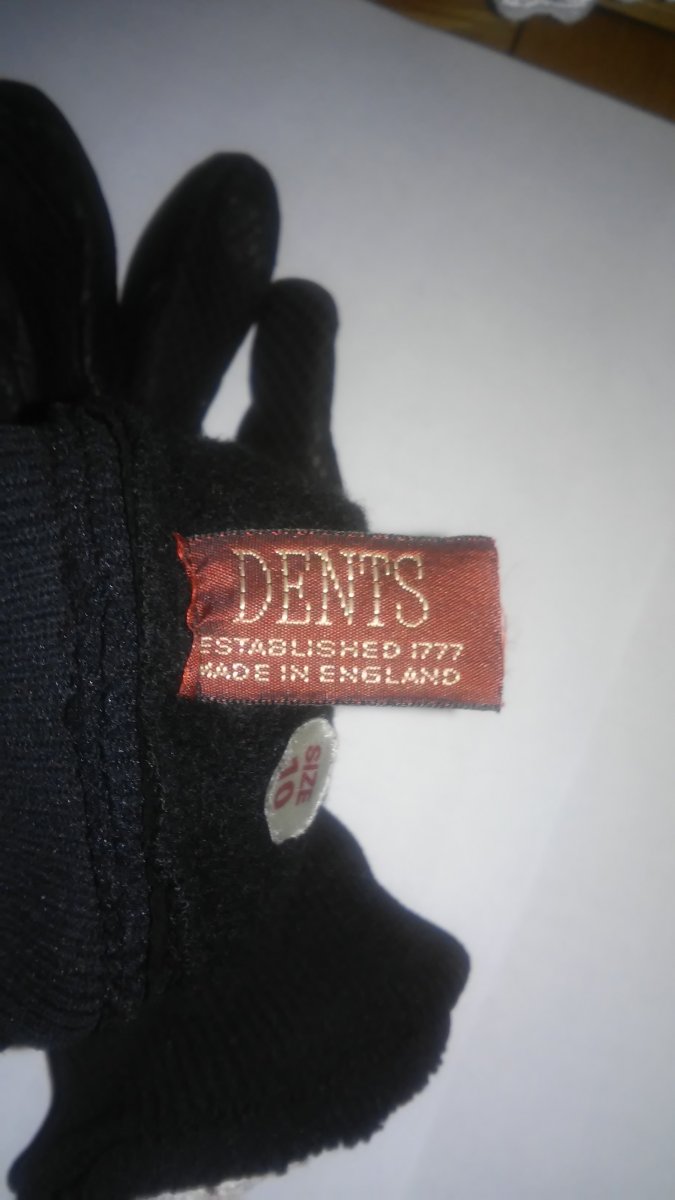 DENTS
ESTABLISHED 1777
MADE IN ENGLAND
SIZE
10